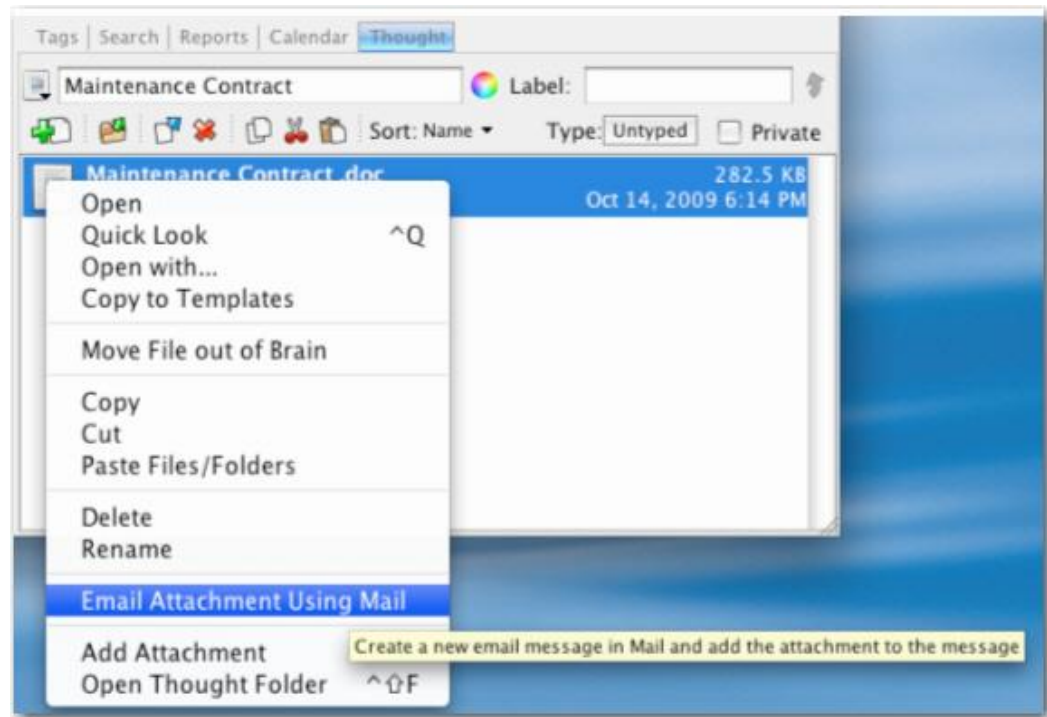 Tags | Search | Reports | Calendar Thought
Maintenance Contract Label:
Sort: Name Type: Untyped Private
Maintenance Contract .doc 282.5 KB
Oct 14, 2009 6:14 PM
Open
Quick Look ^Q
Open with...
Copy to Templates
Move File out of Brain
Copy
Cut
Paste Files/Folders
Delete
Rename
Email Attachment Using Mail
Create a new email message in Mail and add the attachment to the message
Add Attachment
Open Thought Folder ^⇧F